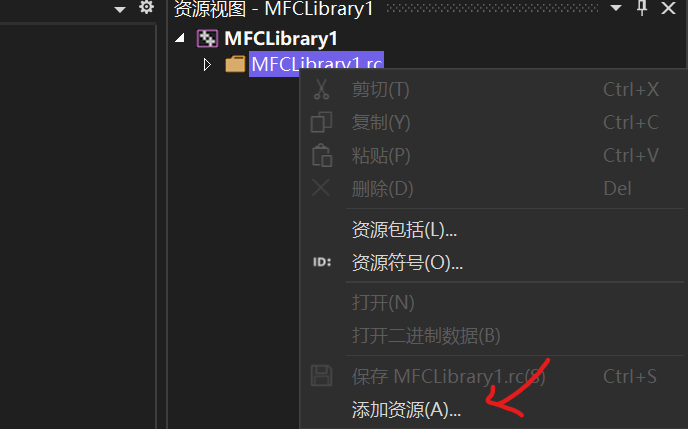 资源视图 - MFCLibrary1
MFCLibrary1
MFCLibrary1.rc
剪切(T) Ctrl+X
复制(Y) Ctrl+C
粘贴(P) Ctrl+V
删除(D) Del
资源包括(L)...
ID: 资源符号(O)...
打开(N)
打开二进制数据(B)
保存 MFCLibrary1.rc(S) Ctrl+S
添加资源(A)...